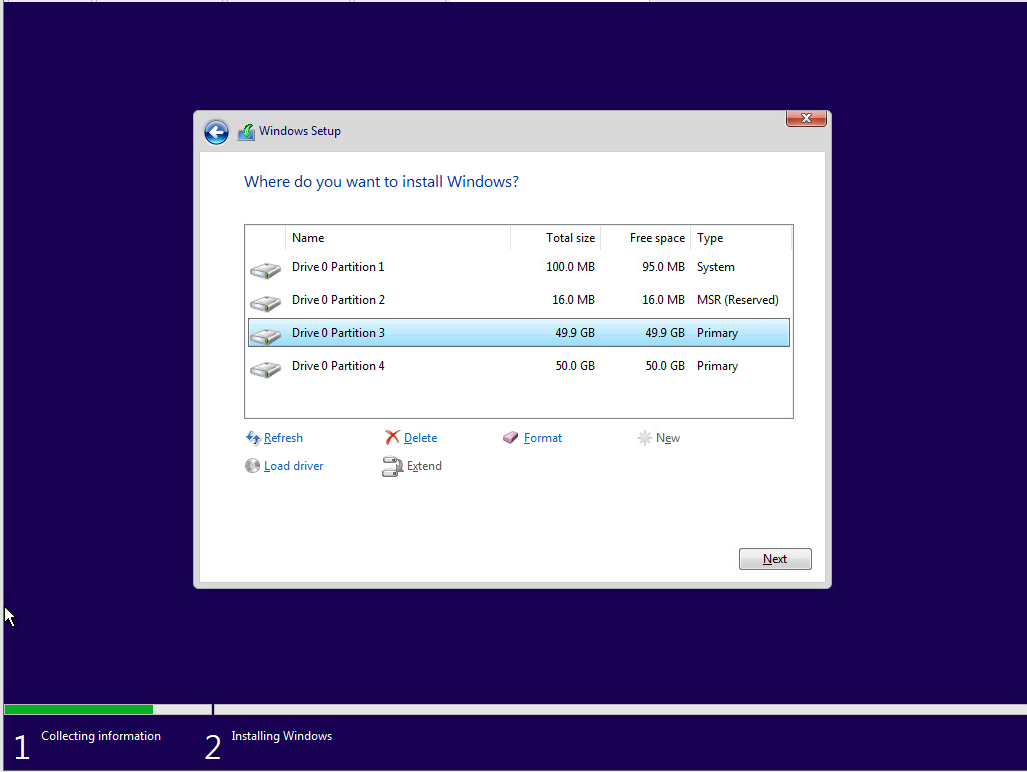 Windows Setup
Where do you want to install Windows?
Name Total size Free space Type
Drive 0 Partition 1 100.0 MB 95.0 MB System
Drive 0 Partition 2 16.0 MB 16.0 MB MSR (Reserved)
Drive 0 Partition 3 49.9 GB 49.9 GB Primary
Drive 0 Partition 4 50.0 GB 50.0 GB Primary
Refresh Delete Format New
Load driver Extend
Next
1 Collecting information 2 Installing Windows